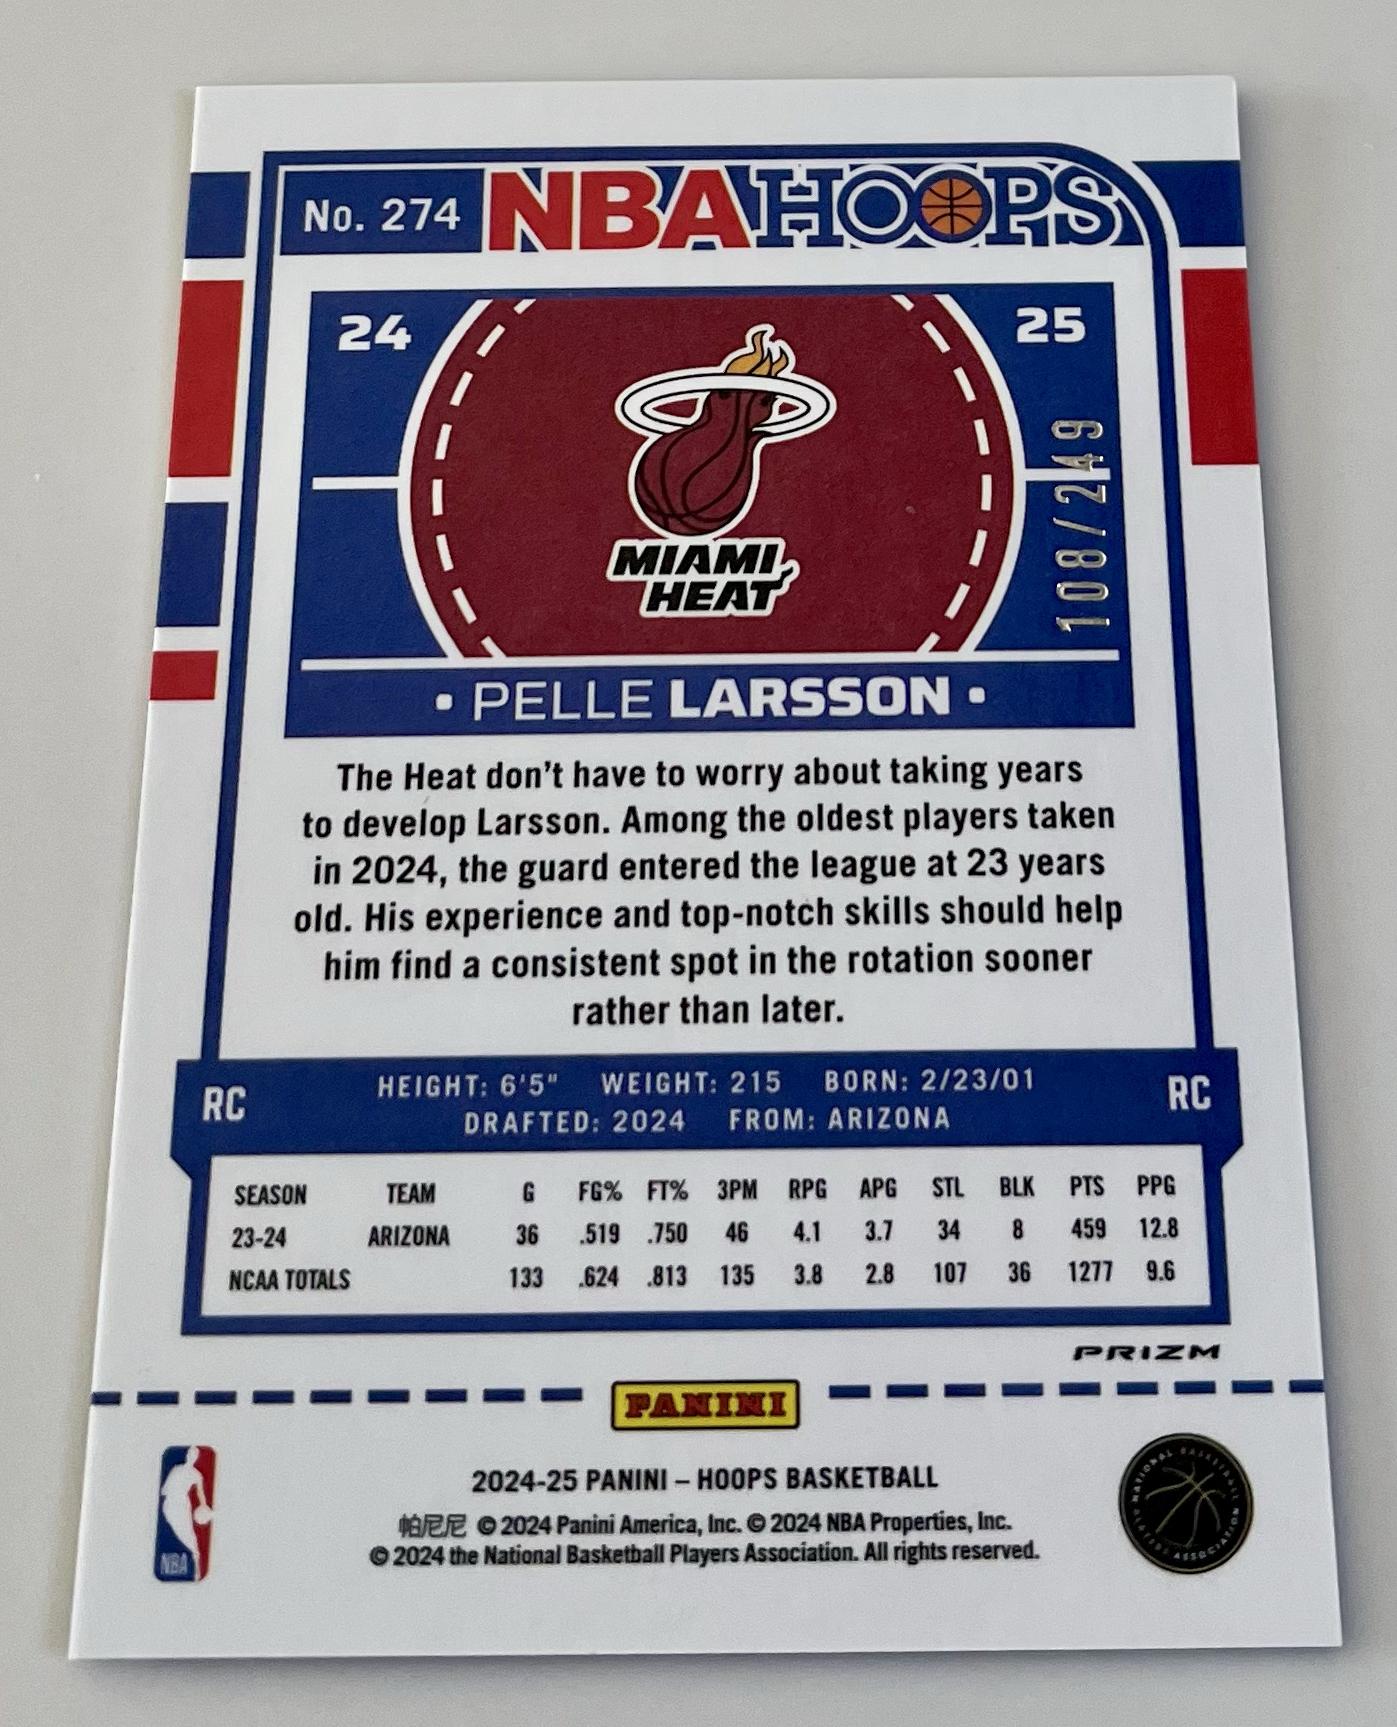 No. 274 NBA HOOPS
24 25
108/249
MIAMI
HEAT
• PELLE LARSSON •
The Heat don't have to worry about taking years
to develop Larsson. Among the oldest players taken
in 2024, the guard entered the league at 23 years
old. His experience and top-notch skills should help
him find a consistent spot in the rotation sooner
rather than later.
RC HEIGHT: 6'5" WEIGHT: 215 BORN: 2/23/01 RC
DRAFTED: 2024 FROM: ARIZONA
SEASON TEAM G FG% FT% 3PM RPG APG STL BLK PTS PPG
23-24 ARIZONA 36 .519 .750 46 4.1 3.7 34 8 459 12.8
NCAA TOTALS 133 .624 .813 135 3.8 2.8 107 36 1277 9.6
PRIZM
PANINI
2024-25 PANINI – HOOPS BASKETBALL
帕尼尼 © 2024 Panini America, Inc. © 2024 NBA Properties, Inc.
© 2024 the National Basketball Players Association. All rights reserved.
NBA
NATIONAL BASKETBALL PLAYERS ASSOCIATION